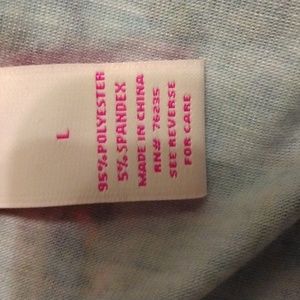 L
95% POLYESTER
5% SPANDEX
MADE IN CHINA
RN# 76235
SEE REVERSE
FOR CARE